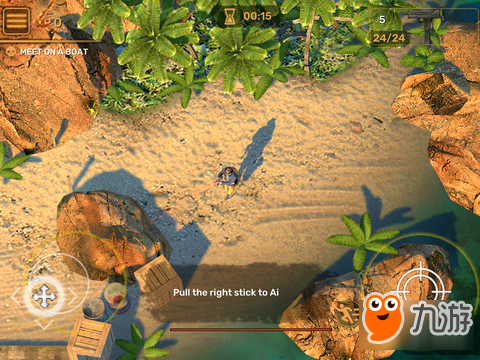 00:15
5
24/24
MEET ON A BOAT
Pull the right stick to Ai
九游